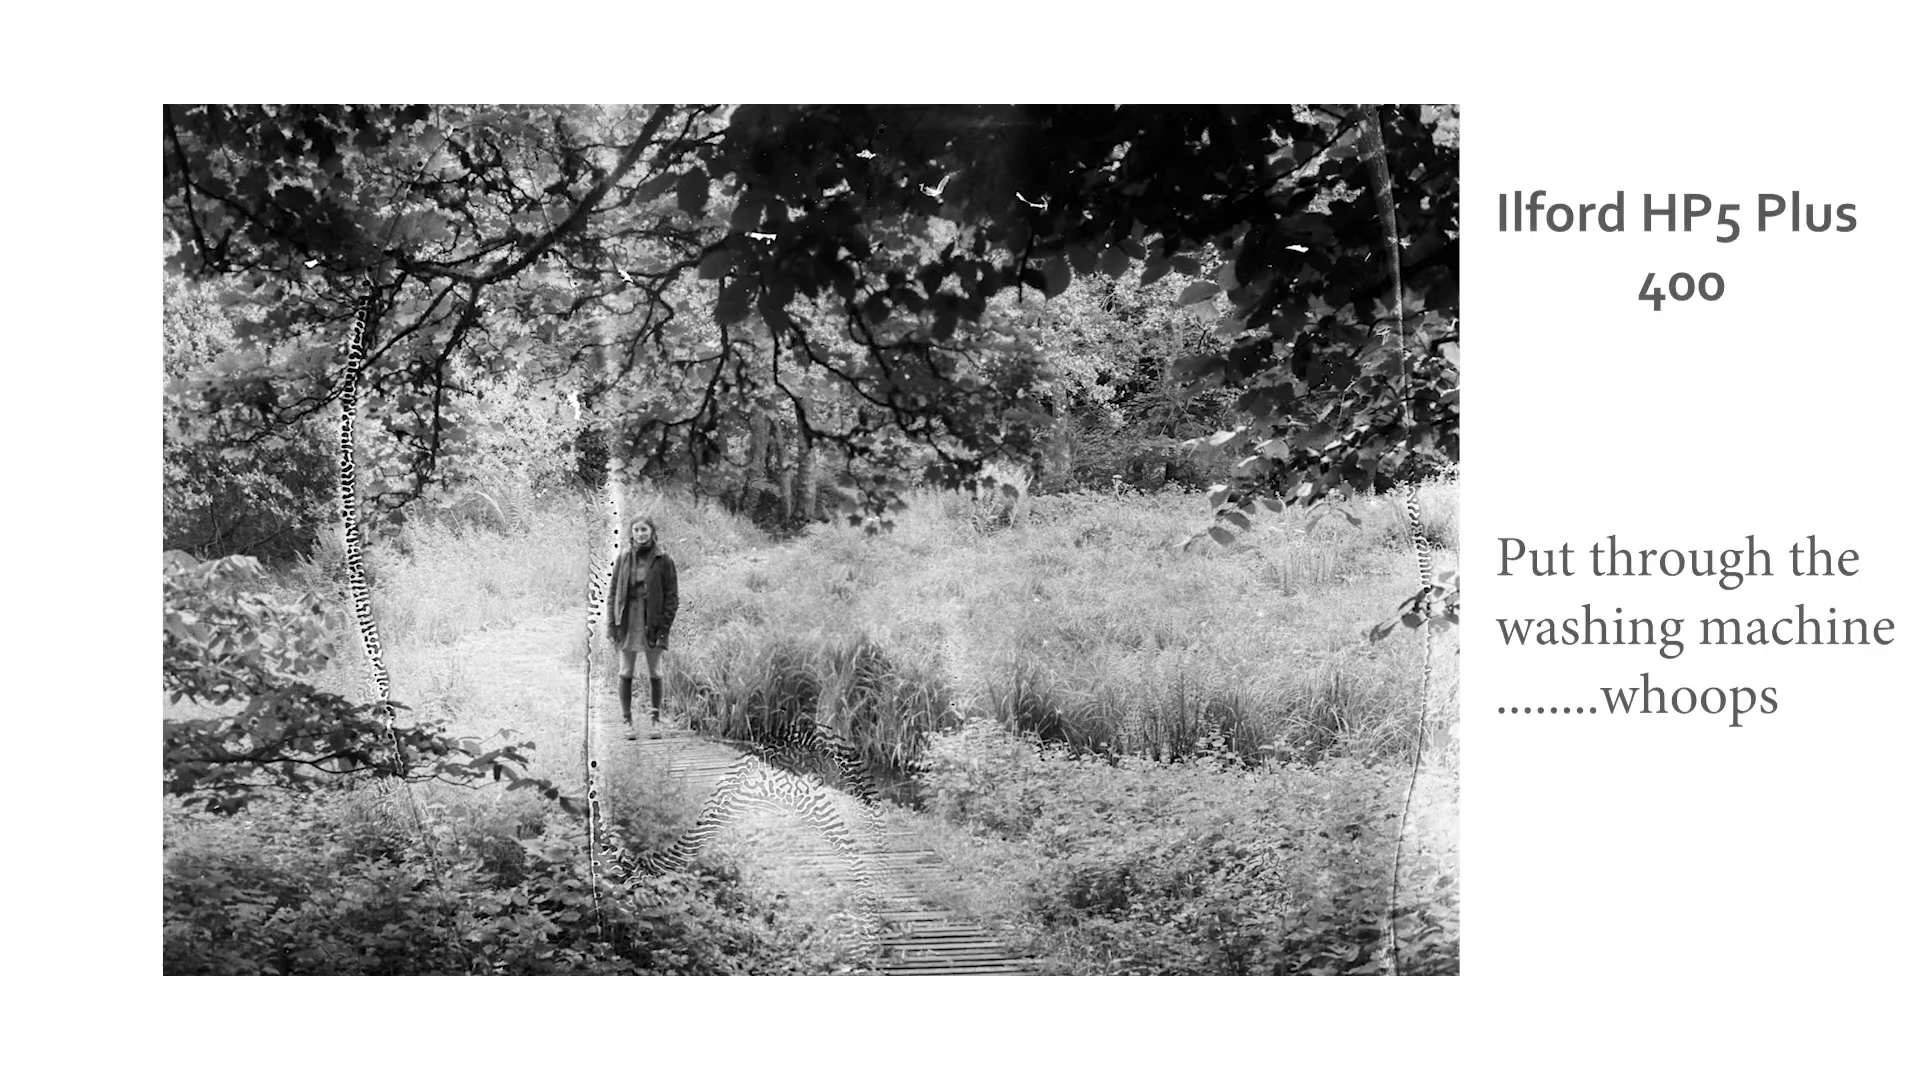 Ilford HP5 Plus
400
Put through the
washing machine
........whoops